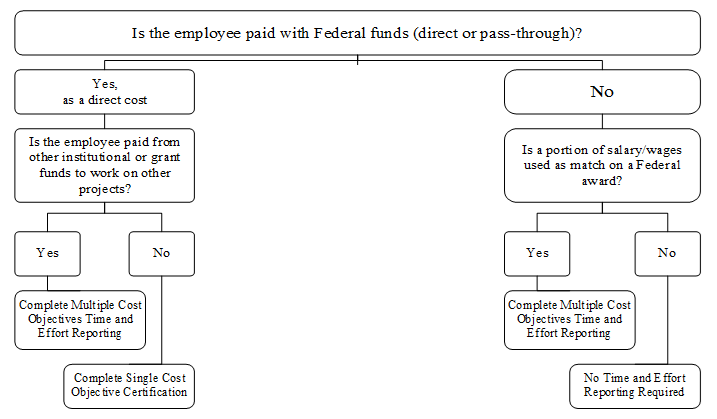 Is the employee paid with Federal funds (direct or pass-through)?
Yes,
as a direct cost
No
Is the employee paid from
other institutional or grant
funds to work on other
projects?
Is a portion of salary/wages
used as match on a Federal
award?
Yes
No
Yes
No
Complete Multiple Cost
Objectives Time and
Effort Reporting
Complete Multiple Cost
Objectives Time and
Effort Reporting
Complete Single Cost
Objective Certification
No Time and Effort
Reporting Required